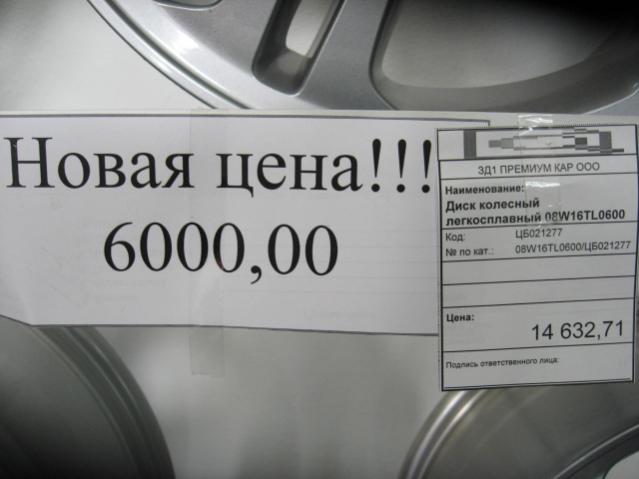 Новая цена!!!
6000,00
ЗД1 ПРЕМИУМ КАР ООО
Наименование:
Диск колесный
легкосплавный 08W16TL0600
Код: ЦБ021277
№ по кат.: 08W16TL0600/ЦБ021277
Цена:
14 632,71
Подпись ответственного лица: